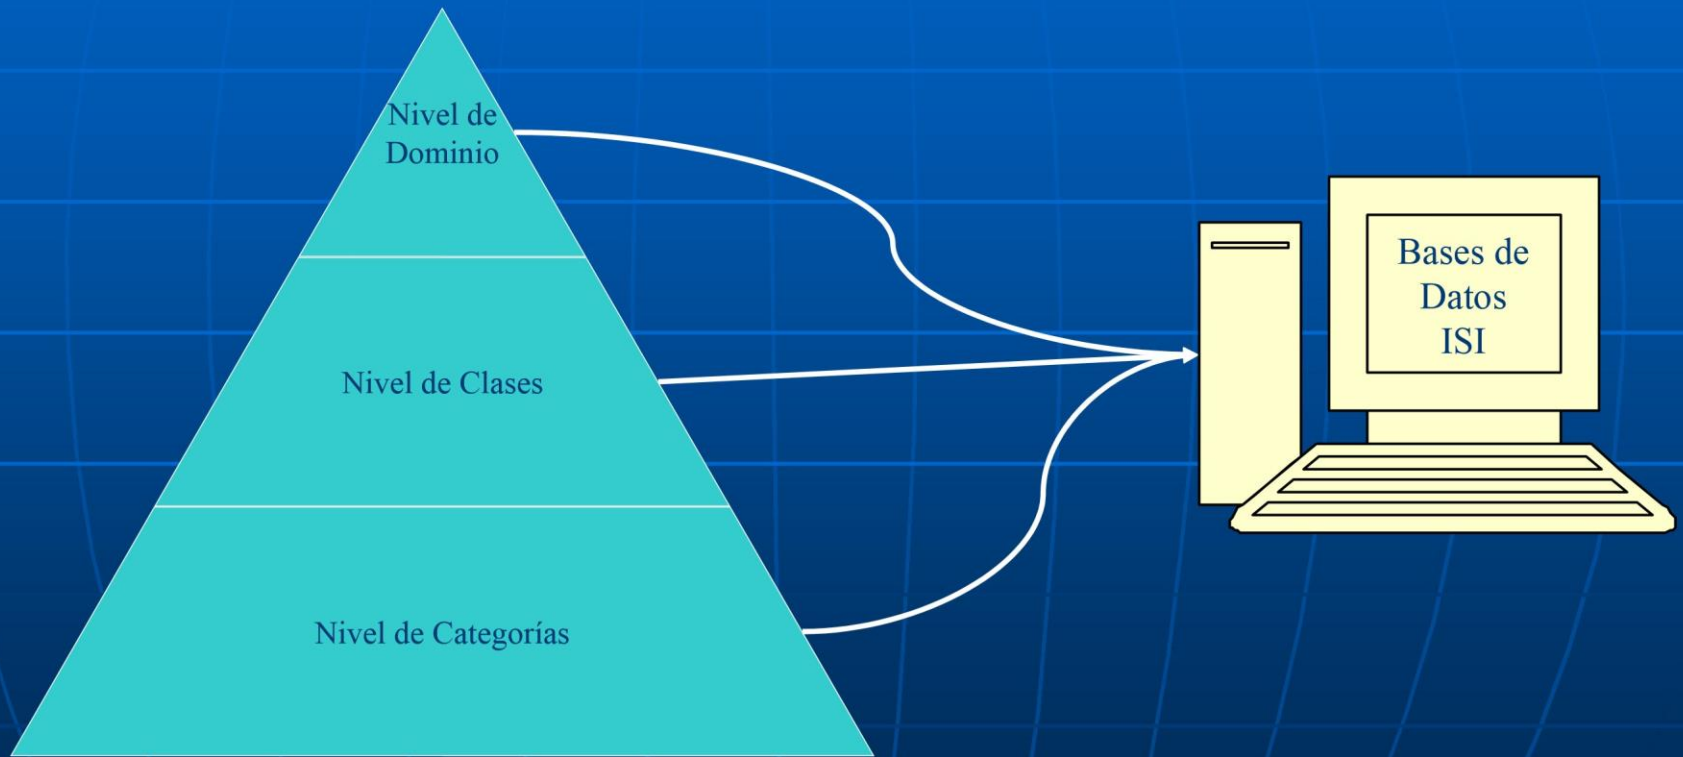 Nivel de
Dominio
Nivel de Clases
Nivel de Categorías
Bases de
Datos
ISI